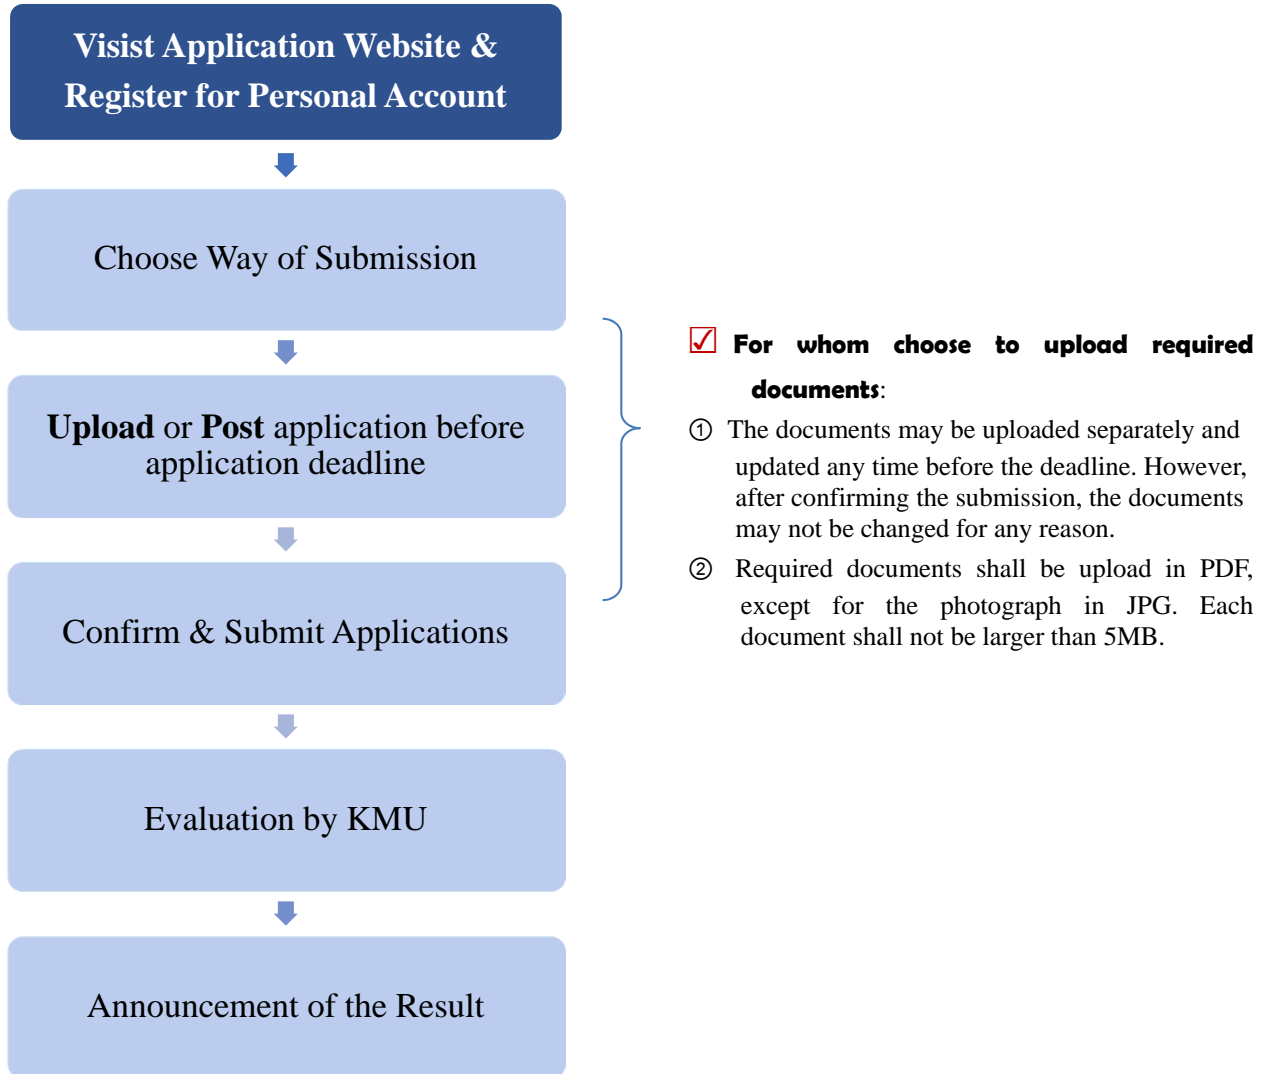 Visist Application Website &
Register for Personal Account
Choose Way of Submission
Upload or Post application before
application deadline
Confirm & Submit Applications
Evaluation by KMU
Announcement of the Result
☑ For whom choose to upload required
documents:
① The documents may be uploaded separately and
updated any time before the deadline. However,
after confirming the submission, the documents
may not be changed for any reason.
② Required documents shall be upload in PDF,
except for the photograph in JPG. Each
document shall not be larger than 5MB.